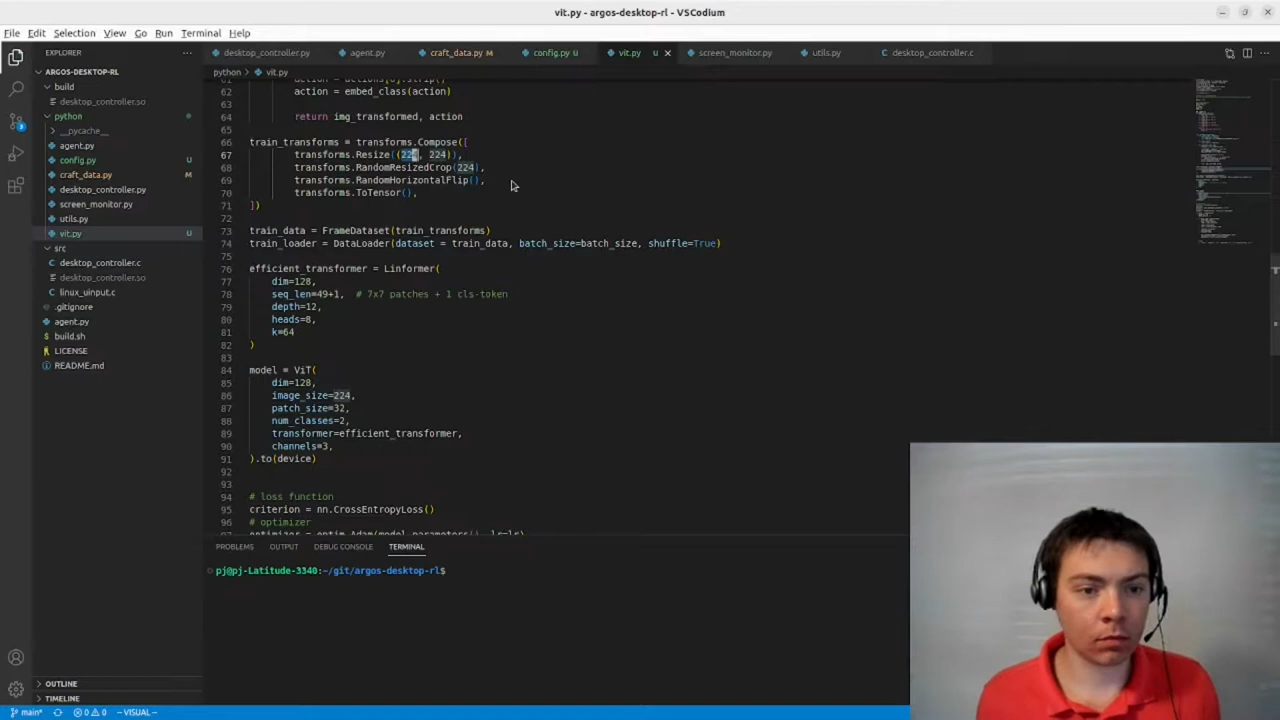 vit.py - argos-desktop-rl - VSCodium
File Edit Selection View Go Run Terminal Help
EXPLORER
desktop_controller.py agent.py craft_data.py M config.py U vit.py U screen_monitor.py utils.py desktop_controller.c
ARGOS-DESKTOP-RL
python > vit.py
build
desktop_controller.so
python
__pycache__
agent.py
config.py U
craft_data.py M
desktop_controller.py
screen_monitor.py
utils.py
vit.py U
src
desktop_controller.c
desktop_controller.so
linux_uinput.c
.gitignore
agent.py
build.sh
LICENSE
README.md
OUTLINE
TIMELINE
61 action = actions[0].strip()
62 action = embed_class(action)
63
64 return img_transformed, action
65
66 train_transforms = transforms.Compose([
67 transforms.Resize((224, 224)),
68 transforms.RandomResizedCrop(224),
69 transforms.RandomHorizontalFlip(),
70 transforms.ToTensor(),
71 ])
72
73 train_data = FrameDataset(train_transforms)
74 train_loader = DataLoader(dataset = train_data, batch_size=batch_size, shuffle=True)
75
76 efficient_transformer = Linformer(
77 dim=128,
78 seq_len=49+1, # 7x7 patches + 1 cls-token
79 depth=12,
80 heads=8,
81 k=64
82 )
83
84 model = ViT(
85 dim=128,
86 image_size=224,
87 patch_size=32,
88 num_classes=2,
89 transformer=efficient_transformer,
90 channels=3,
91 ).to(device)
92
93
94 # loss function
95 criterion = nn.CrossEntropyLoss()
96 # optimizer
97 optimizer = optim.Adam(model.parameters(), lr=lr)
PROBLEMS OUTPUT DEBUG CONSOLE TERMINAL
pj@pj-Latitude-3340:~/git/argos-desktop-rl$
main* 0 0 --VISUAL--